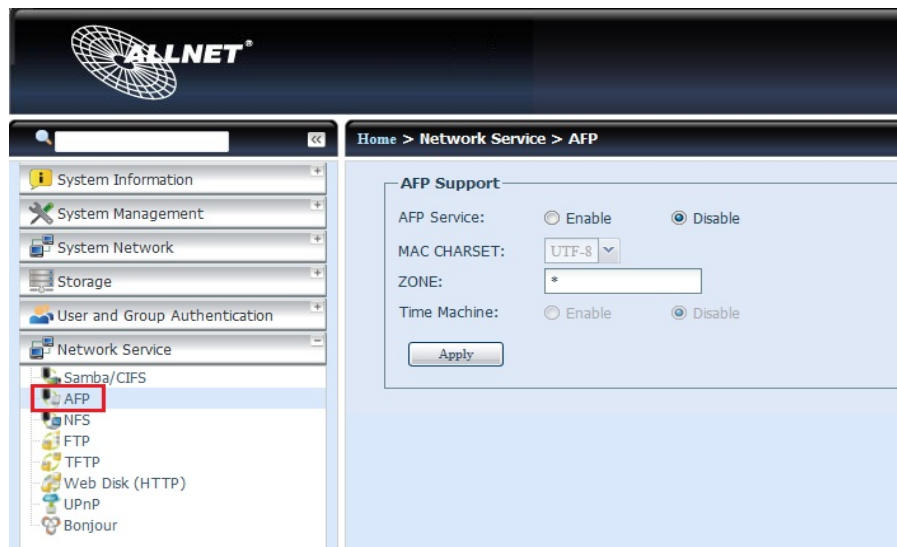 ALLNET®
Home > Network Service > AFP
System Information
System Management
System Network
Storage
User and Group Authentication
Network Service
Samba/CIFS
AFP
NFS
FTP
TFTP
Web Disk (HTTP)
UPnP
Bonjour
AFP Support
AFP Service: Enable Disable
MAC CHARSET: UTF-8
ZONE: *
Time Machine: Enable Disable
Apply